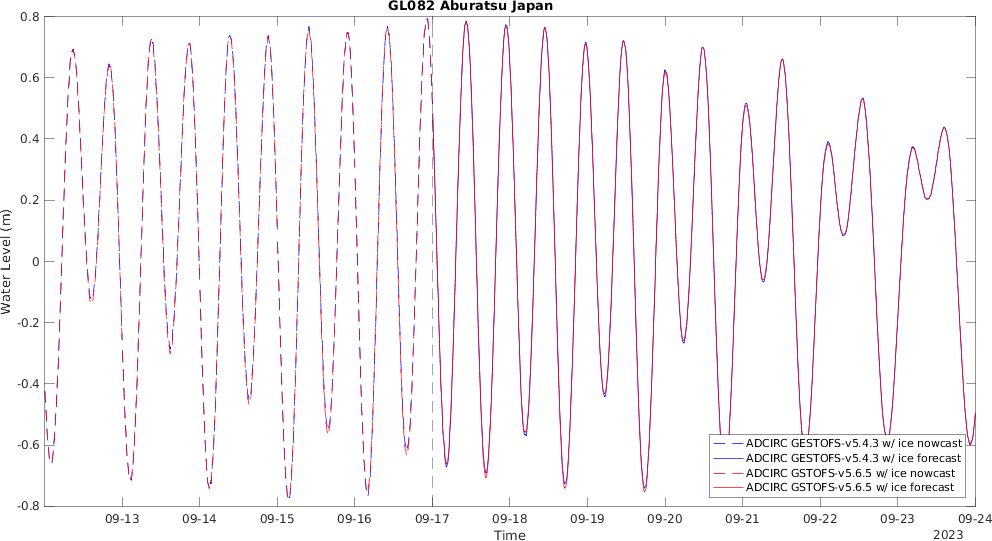 GL082 Aburatsu Japan
0.8
0.6
0.4
0.2
0
-0.2
-0.4
-0.6
-0.8
Water Level (m)
ADCIRC GESTOFS-v5.4.3 w/ ice nowcast
ADCIRC GESTOFS-v5.4.3 w/ ice forecast
ADCIRC GSTOFS-v5.6.5 w/ ice nowcast
ADCIRC GSTOFS-v5.6.5 w/ ice forecast
09-13 09-14 09-15 09-16 09-17 09-18 09-19 09-20 09-21 09-22 09-23 09-24
Time
2023